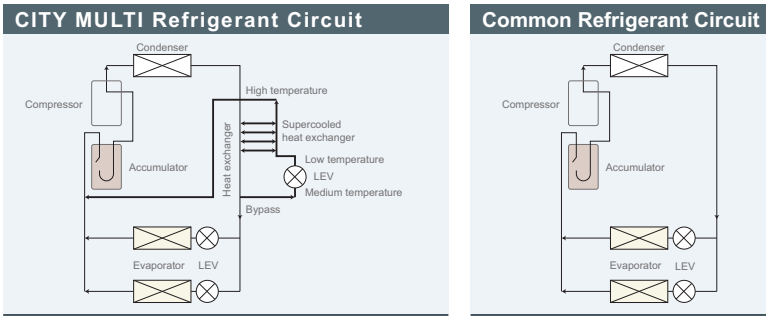 CITY MULTI Refrigerant Circuit
Condenser
High temperature
Compressor
Supercooled
heat exchanger
Heat exchanger
Low temperature
Accumulator
LEV
Medium temperature
Bypass
Evaporator LEV
Common Refrigerant Circuit
Condenser
Compressor
Accumulator
Evaporator LEV